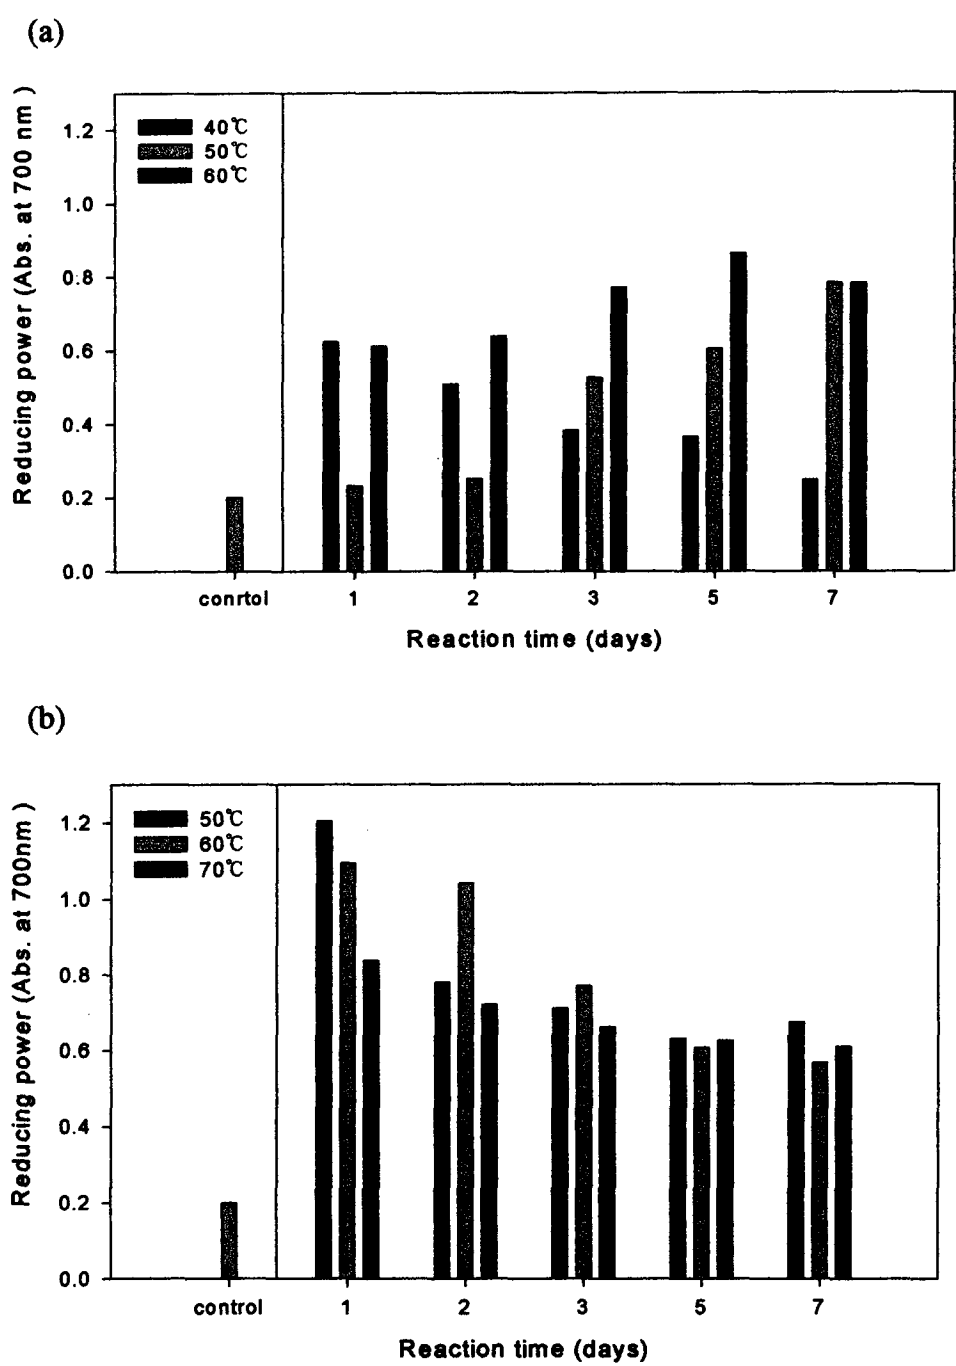 (a)
Reducing power (Abs. at 700 nm )
1.2
1.0
0.8
0.6
0.4
0.2
0.0
40℃
50℃
60℃
conrtol 1 2 3 5 7
Reaction time (days)
(b)
Reducing power (Abs. at 700nm )
1.2
1.0
0.8
0.6
0.4
0.2
0.0
50℃
60℃
70℃
control 1 2 3 5 7
Reaction time (days)